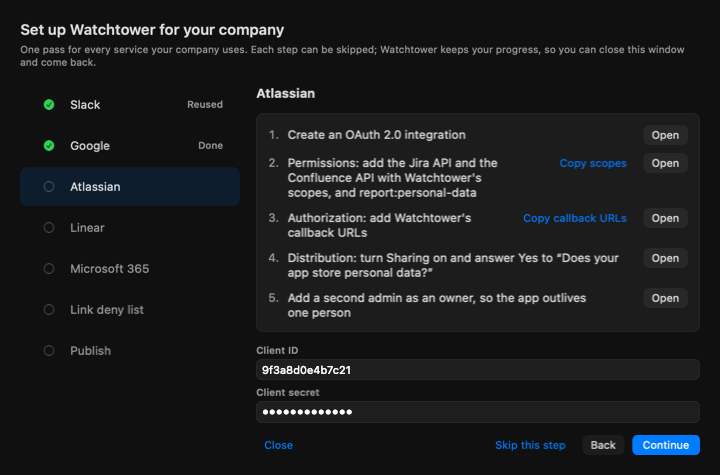 Set up Watchtower for your company
One pass for every service your company uses. Each step can be skipped; Watchtower keeps your progress, so you can close this window
and come back.
Slack Reused
Google Done
Atlassian
Linear
Microsoft 365
Link deny list
Publish
Atlassian
1. Create an OAuth 2.0 integration Open
2. Permissions: add the Jira API and the Copy scopes Open
Confluence API with Watchtower's
scopes, and report:personal-data
3. Authorization: add Watchtower's Copy callback URLs Open
callback URLs
4. Distribution: turn Sharing on and answer Yes to “Does your Open
app store personal data?”
5. Add a second admin as an owner, so the app outlives Open
one person
Client ID
9f3a8d0e4b7c21
Client secret
●●●●●●●●●●●●●
Close Skip this step Back Continue